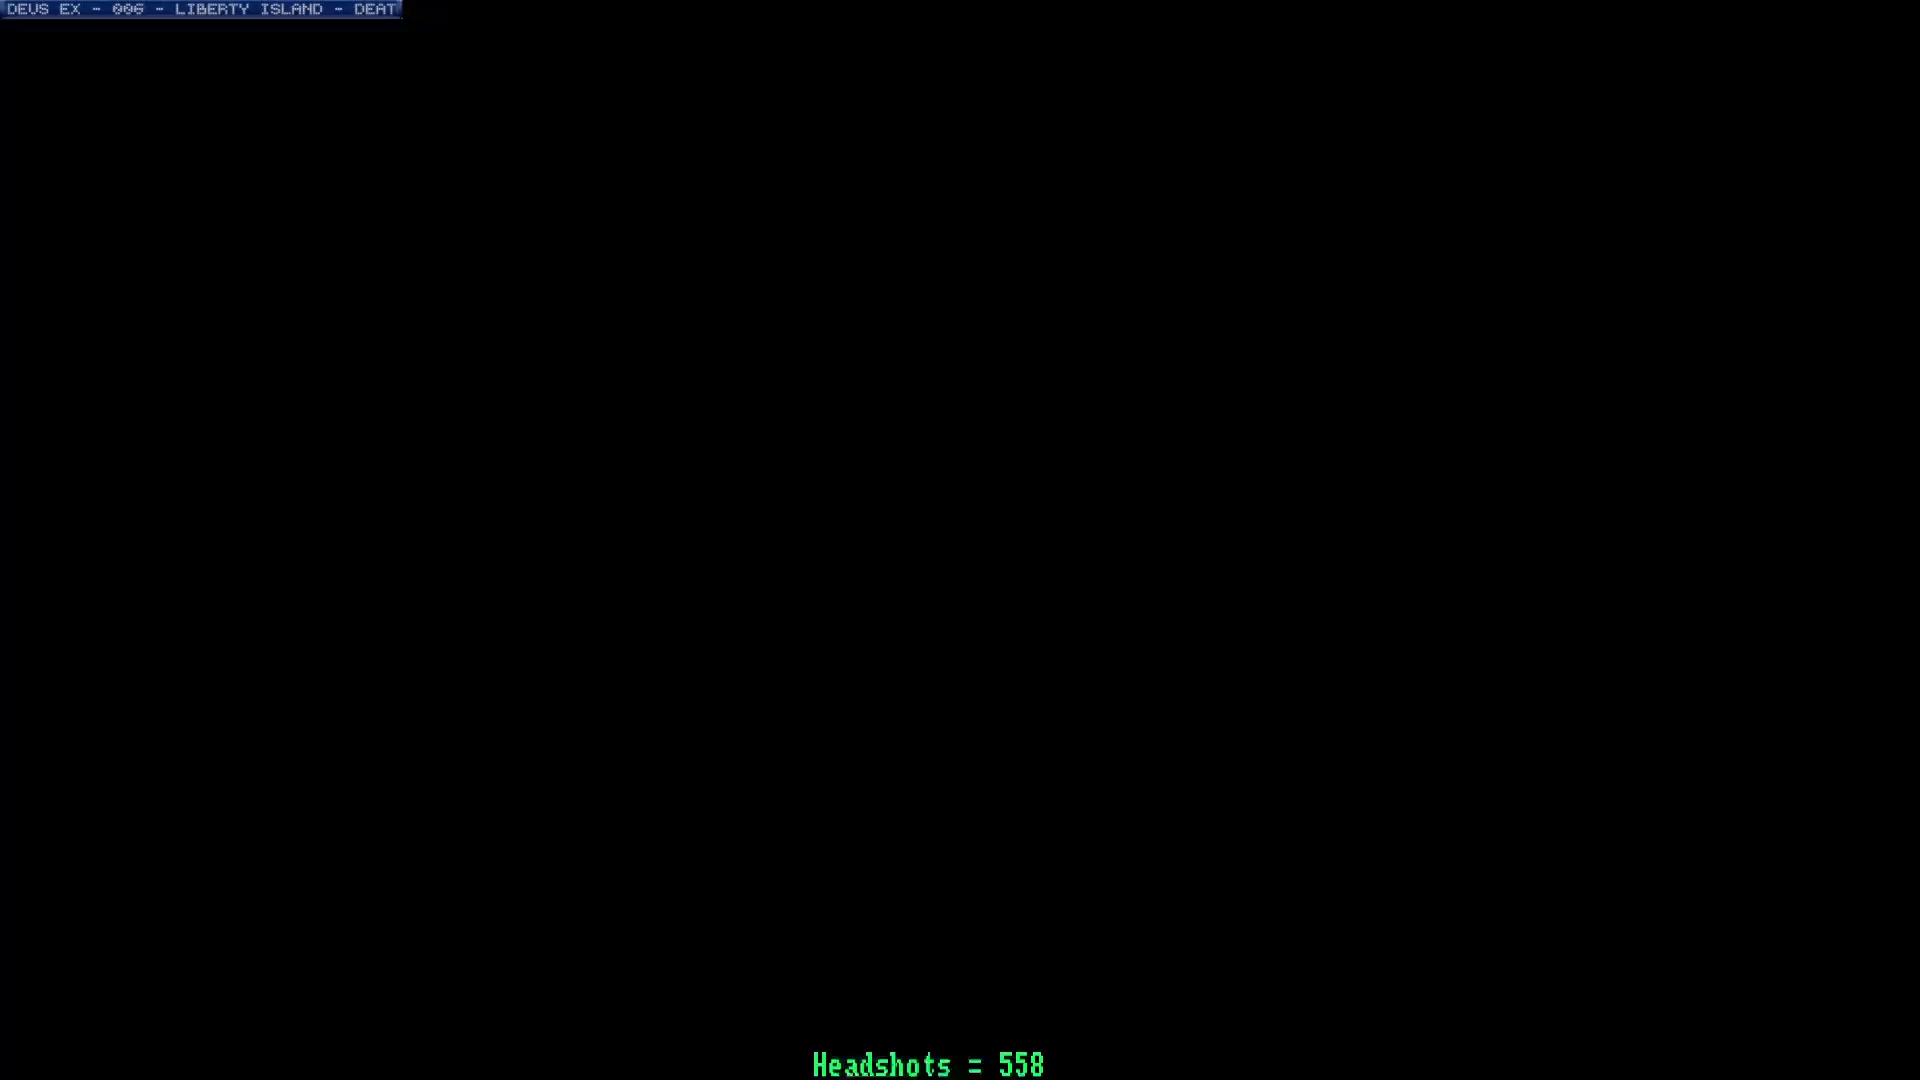 DEUS EX - 006 - LIBERTY ISLAND - DEAT
Headshots = 558